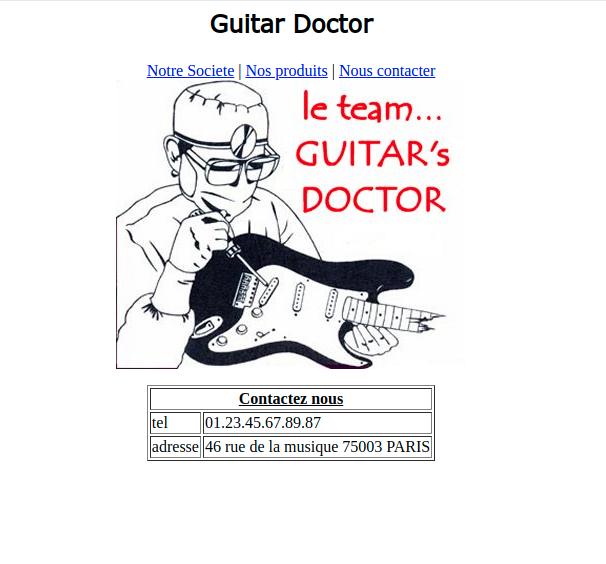 Guitar Doctor
Notre Societe | Nos produits | Nous contacter
le team...
GUITAR's
DOCTOR
Contactez nous
tel 01.23.45.67.89.87
adresse 46 rue de la musique 75003 PARIS